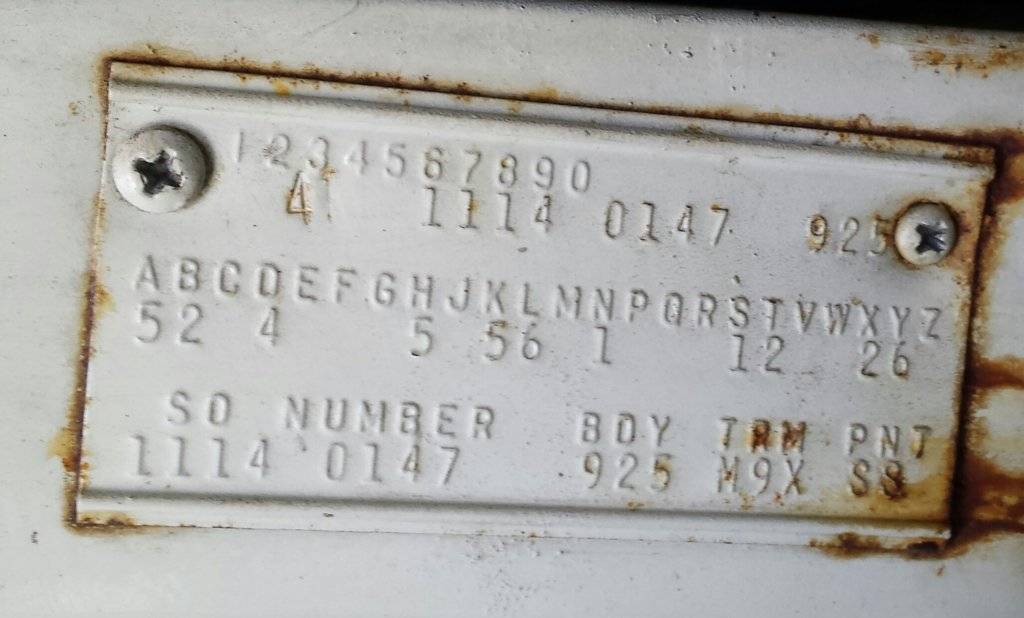 1234567890
41 1114 0147 925
ABCDEFGHJKLMNPQRSTVWXYZ
52 4 5 56 1 12 26
SO NUMBER BDY TRM PNT
1114 0147 925 M9X SS